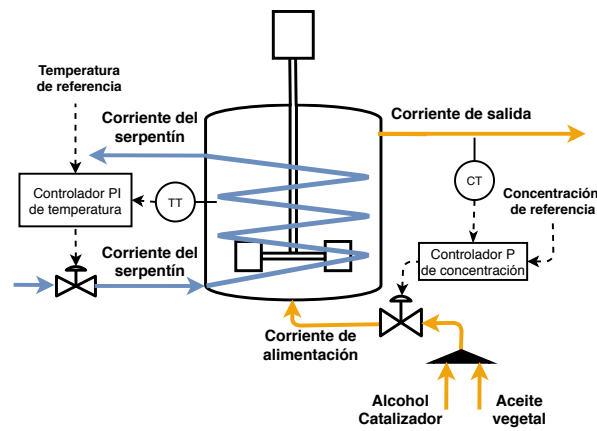 Temperatura
de referencia
Corriente del
serpentín
Corriente de salida
Controlador PI
de temperatura
TT
CT
Concentración
de referencia
Controlador P
de concentración
Corriente del
serpentín
Corriente de
alimentación
Alcohol
Catalizador
Aceite
vegetal